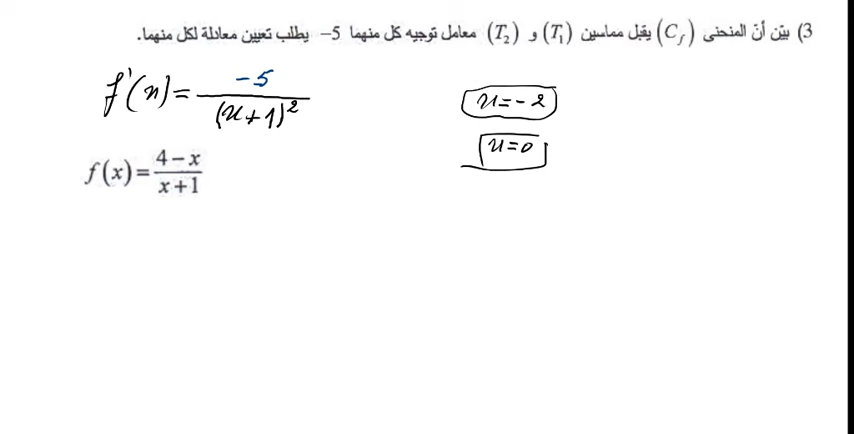 3) بيّن أنّ المنحنى (C_f) يقبل مماسين (T_1) و (T_2) معامل توجيه كل منهما -5 يطلب تعيين معادلة لكل منهما.
f'(x) = -5/(x+1)^2
x = -2
x = 0
f(x) = 4-x/x+1